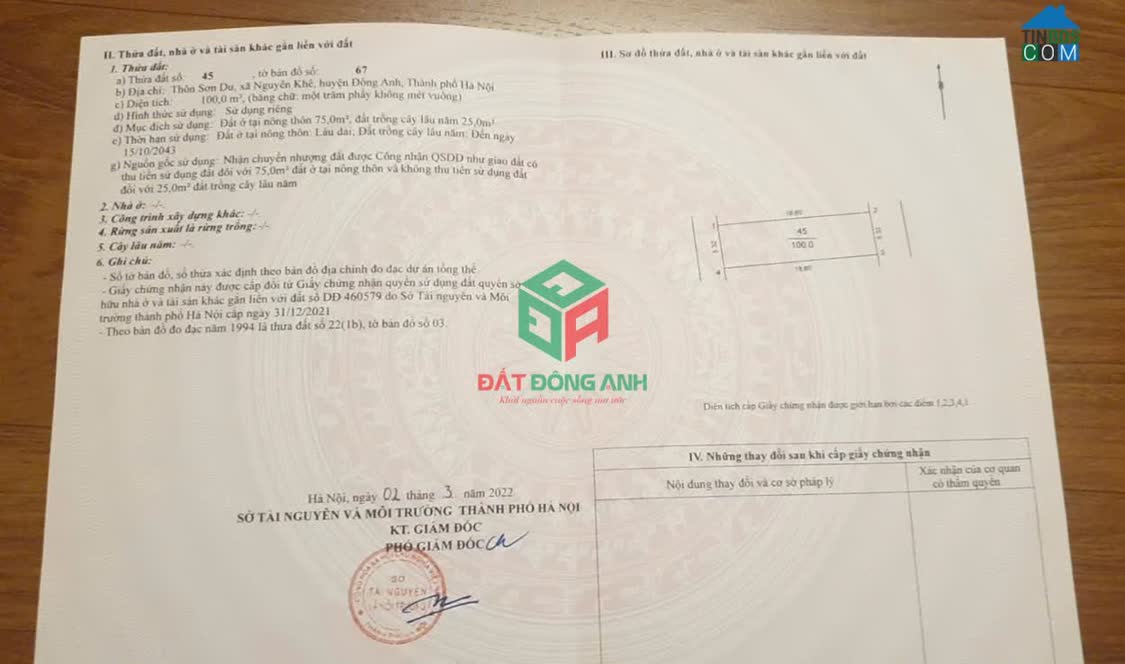 II. Thửa đất, nhà ở và tài sản khác gắn liền với đất
1. Thửa đất:
a) Thửa đất số: 45 , tờ bản đồ số: 67
b) Địa chỉ: Thôn Sơn Du, xã Nguyên Khê, huyện Đông Anh, Thành phố Hà Nội
c) Diện tích: 100,0 m², (bằng chữ: một trăm phẩy không mét vuông)
d) Hình thức sử dụng: Sử dụng riêng
đ) Mục đích sử dụng: Đất ở tại nông thôn 75,0m², đất trồng cây lâu năm 25,0m².
e) Thời hạn sử dụng: Đất ở tại nông thôn: Lâu dài; Đất trồng cây lâu năm: Đến ngày
15/10/2043
g) Nguồn gốc sử dụng: Nhận chuyển nhượng đất được Công nhận QSDĐ như giao đất có
thu tiền sử dụng đất đối với 75,0m² đất ở tại nông thôn và không thu tiền sử dụng đất
đối với 25,0m² đất trồng cây lâu năm
2. Nhà ở: -/-.
3. Công trình xây dựng khác: -/-.
4. Rừng sản xuất là rừng trồng: -/-
5. Cây lâu năm: -/-.
6. Ghi chú:
- Số tờ bản đồ, số thửa xác định theo bản đồ địa chính đo đạc dự án tổng thể.
- Giấy chứng nhận này được cấp đổi từ Giấy chứng nhận quyền sử dụng đất quyền sở
hữu nhà ở và tài sản khác gắn liền với đất số DĐ 460579 do Sở Tài nguyên và Môi
trường thành phố Hà Nội cấp ngày 31/12/2021
- Theo bản đồ đo đạc năm 1994 là thửa đất số 22(1b), tờ bản đồ số 03.
Hà Nội, ngày 02 tháng 3 năm 2022
SỞ TÀI NGUYÊN VÀ MÔI TRƯỜNG THÀNH PHỐ HÀ NỘI
KT. GIÁM ĐỐC
PHÓ GIÁM ĐỐC
SỞ
TÀI NGUYÊN
III. Sơ đồ thửa đất, nhà ở và tài sản khác gắn liền với đất
1
2
45
100.0
4
3
Diện tích cấp Giấy chứng nhận được giới hạn bởi các điểm 1,2,3,4,1
IV. Những thay đổi sau khi cấp giấy chứng nhận
Nội dung thay đổi và cơ sở pháp lý
Xác nhận của cơ quan
có thẩm quyền
ĐẤT ĐÔNG ANH
Khơi nguồn cuộc sống mơ ước
COM